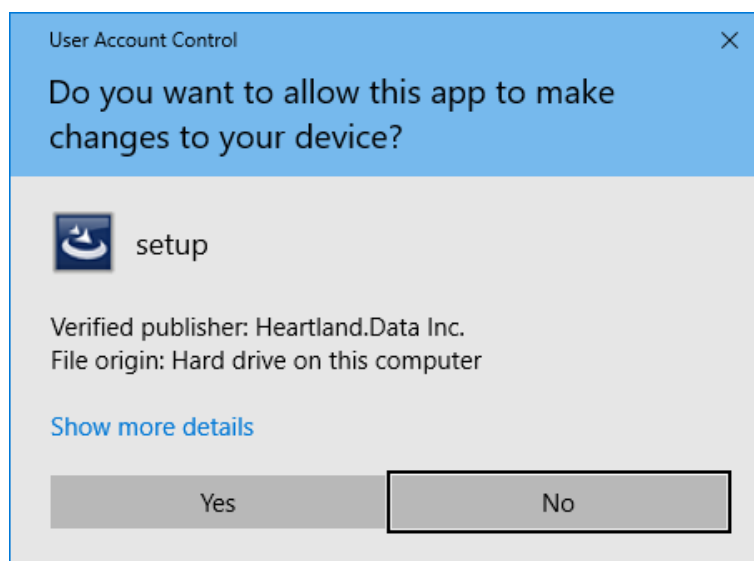 User Account Control
Do you want to allow this app to make
changes to your device?
setup
Verified publisher: Heartland.Data Inc.
File origin: Hard drive on this computer
Show more details
Yes
No